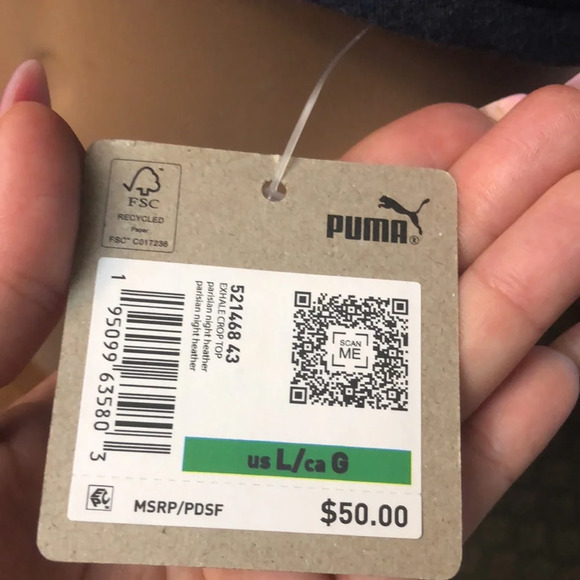 FSC
RECYCLED
Paper
FSC™ C017236
PUMA®
521468 43
EXHALE CROP TOP
parisian night heather
parisian night heather
1 95099 63580 3
SCAN
ME
us L/ca G
MSRP/PDSF
$50.00